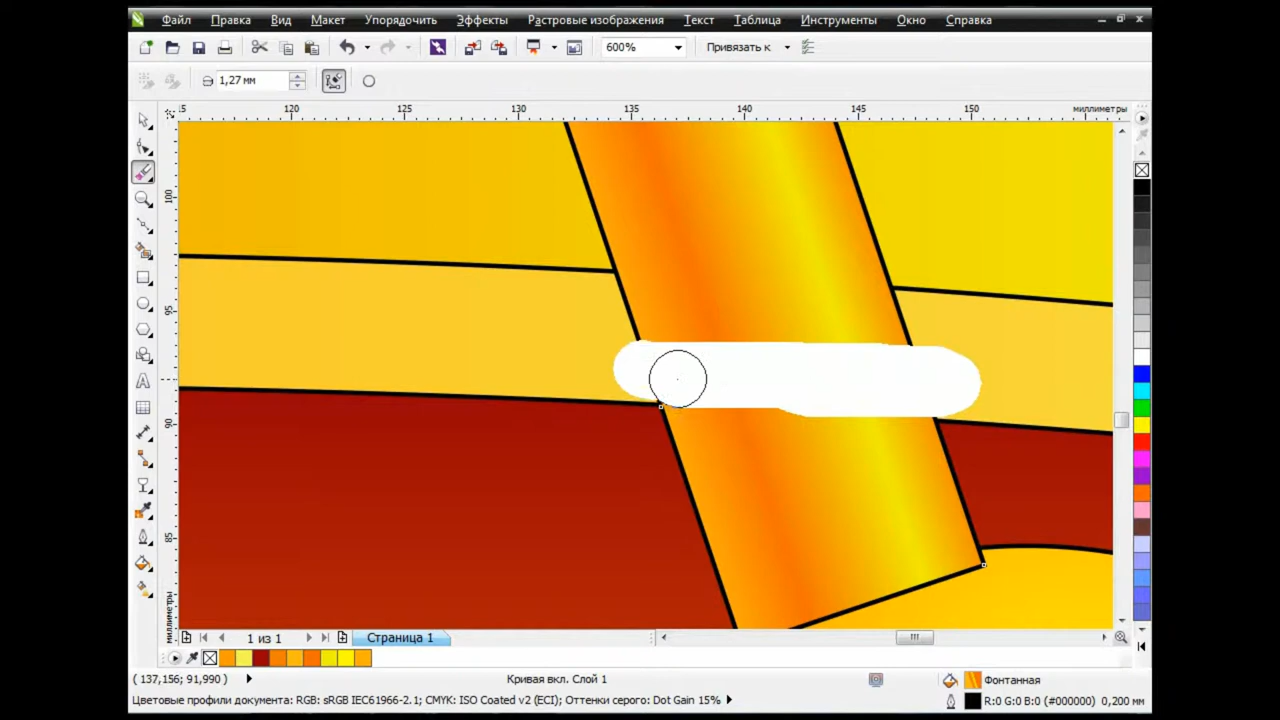 Файл Правка Вид Макет Упорядочить Эффекты Растровые изображения Текст Таблица Инструменты Окно Справка
600% Привязать к
1,27 мм
15 120 125 130 135 140 145 150 миллиметры
100
95
90
85
миллиметры
1 из 1 Страница 1
( 137,156; 91,990 ) Кривая вкл. Слой 1 Фонтанная
Цветовые профили документа: RGB: sRGB IEC61966-2.1; CMYK: ISO Coated v2 (ECI); Оттенки серого: Dot Gain 15% R:0 G:0 B:0 (#000000) 0,200 мм